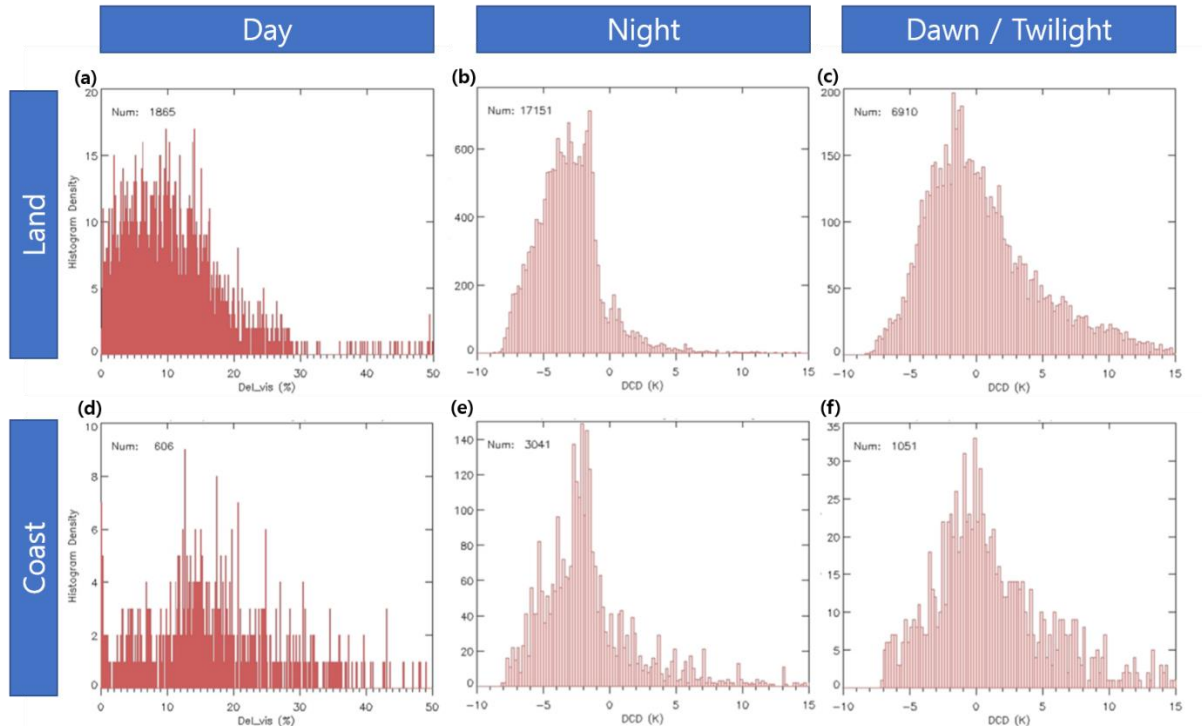 Day
Night
Dawn / Twilight
Land
Coast
(a)
Num: 1865
20
15
10
5
0
Histogram Density
0 10 20 30 40 50
Del_vis (%)
(b)
Num: 17151
600
400
200
0
-10 -5 0 5 10 15
DCD (K)
(c)
Num: 6910
200
150
100
50
0
-10 -5 0 5 10 15
DCD (K)
(d)
Num: 606
10
8
6
4
2
0
Histogram Density
0 10 20 30 40 50
Del_vis (%)
(e)
Num: 3041
140
120
100
80
60
40
20
0
-10 -5 0 5 10 15
DCD (K)
(f)
Num: 1051
35
30
25
20
15
10
5
0
-10 -5 0 5 10 15
DCD (K)